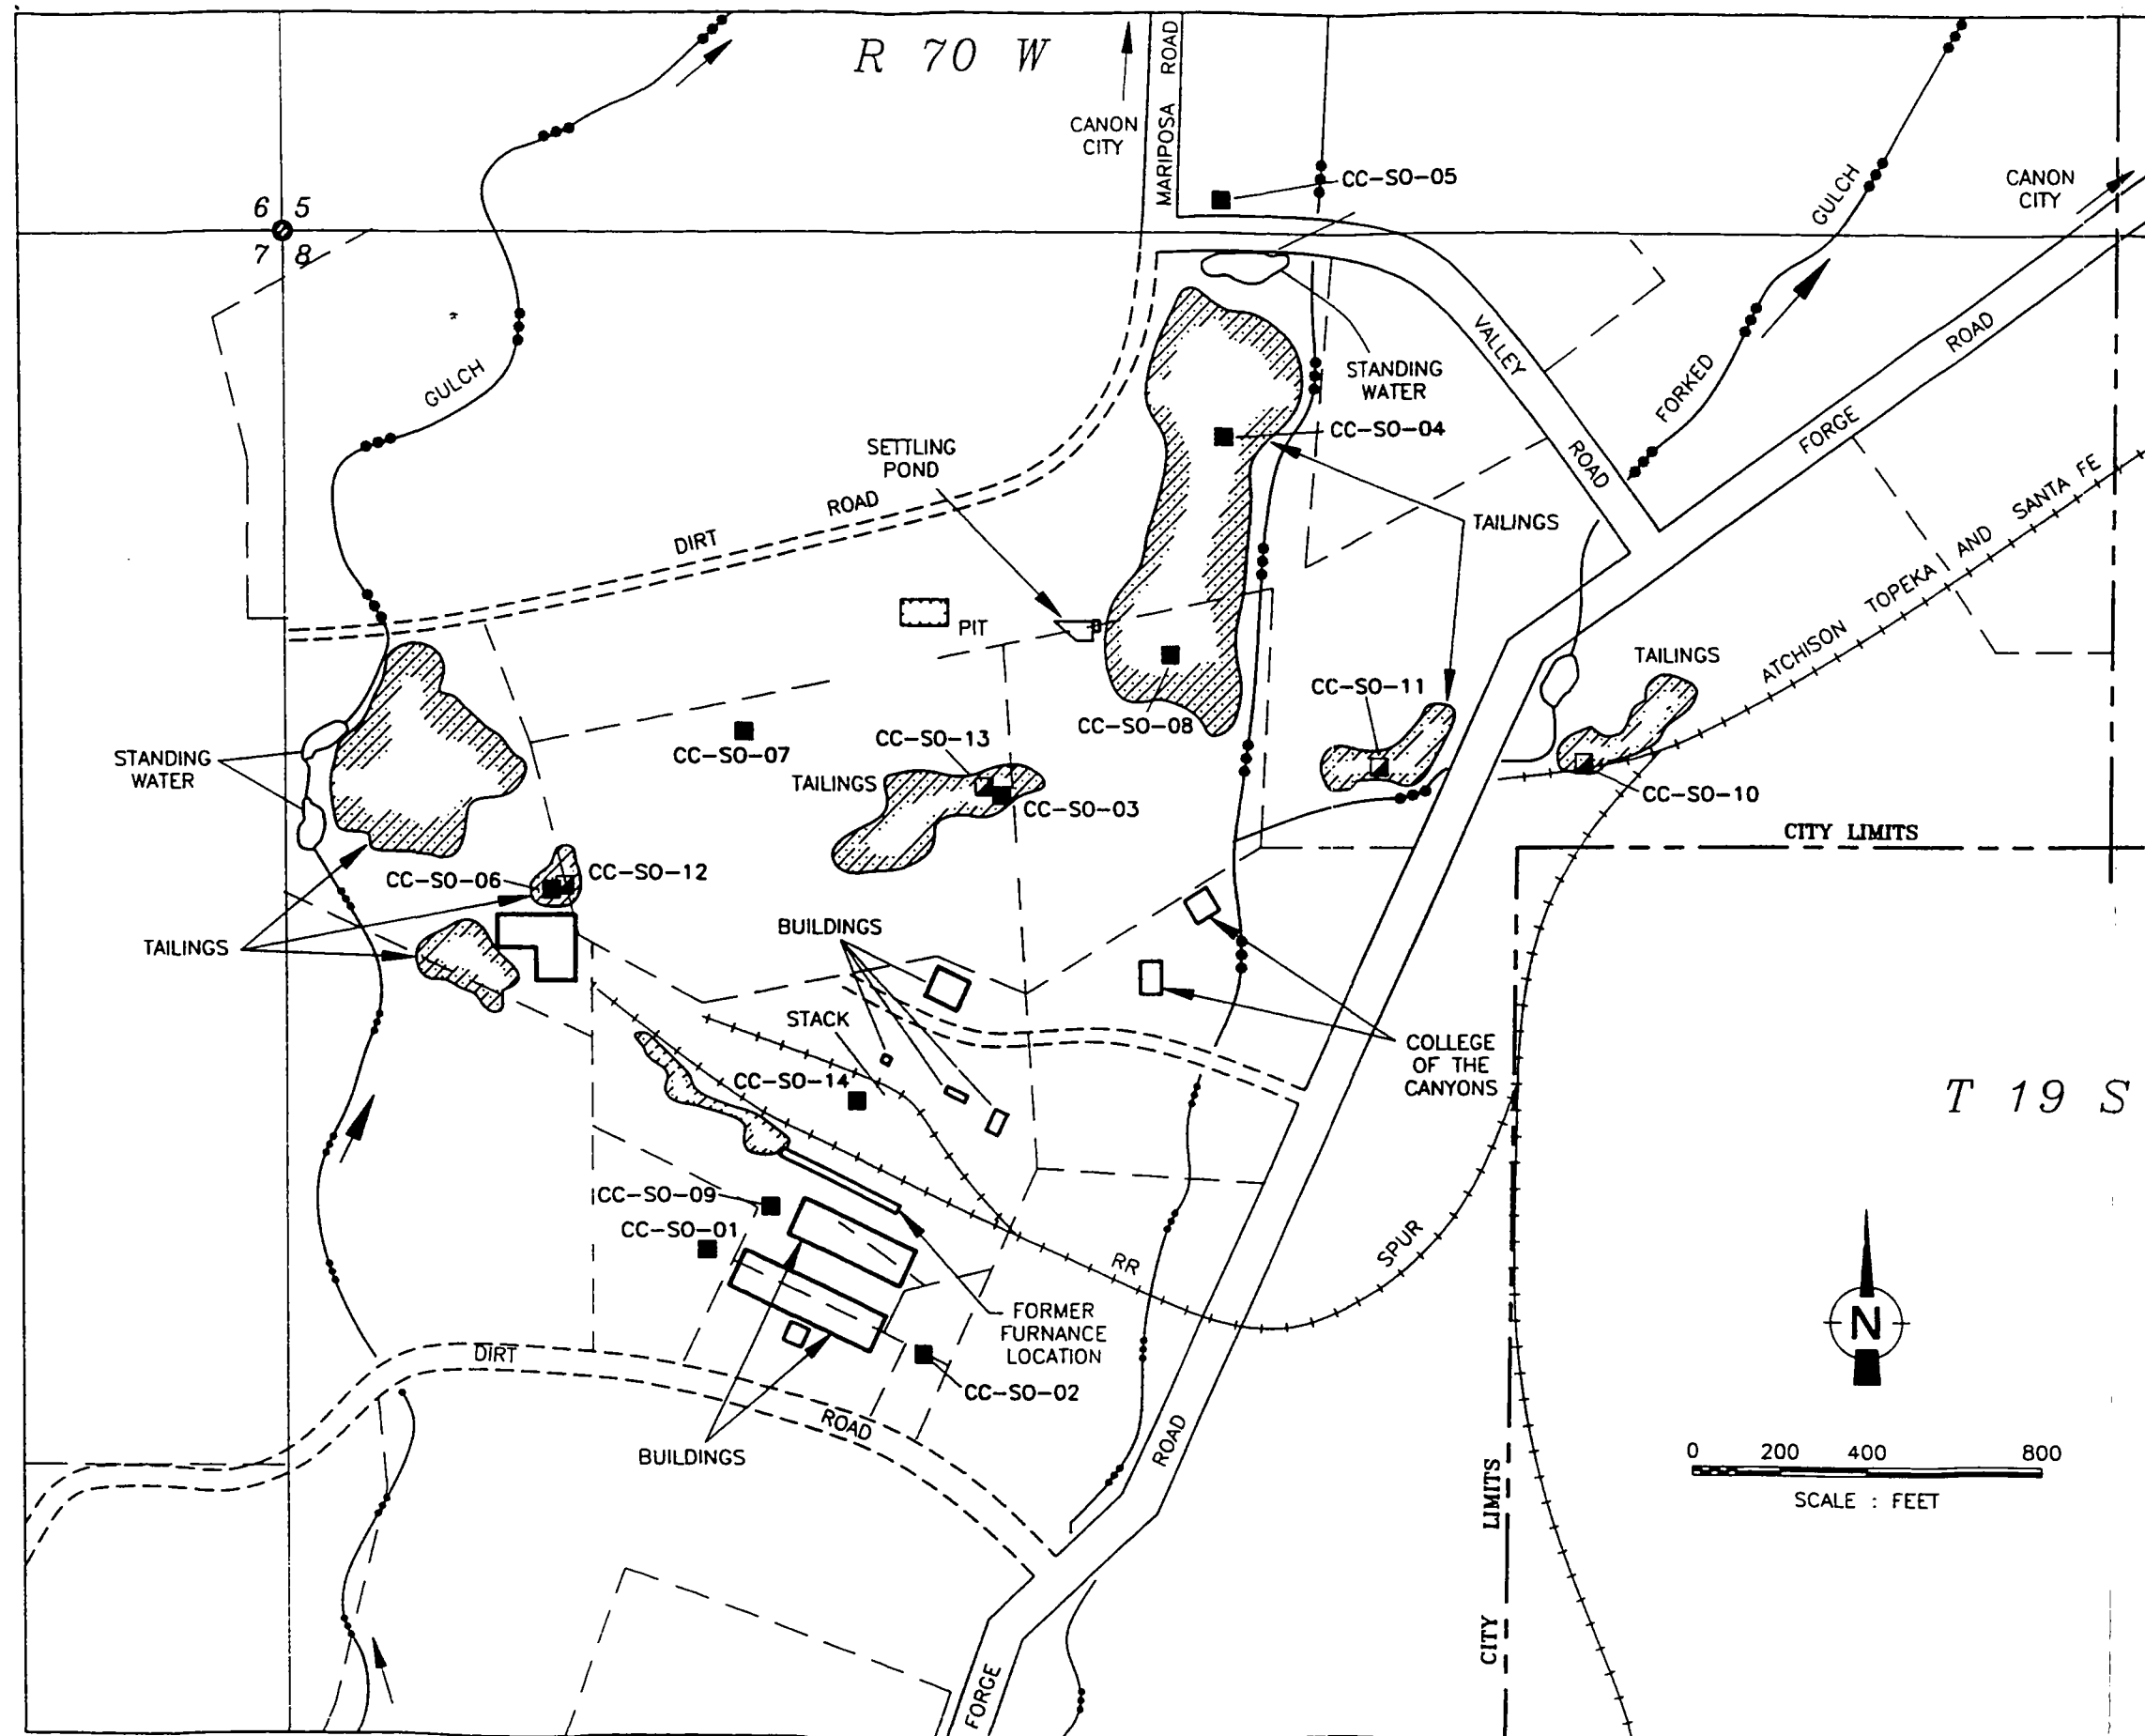 R 70 W
MARIPOSA ROAD
CANON
CITY
CC-SO-05
GULCH
CANON
CITY
6 5
7 8
GULCH
VALLEY
ROAD
STANDING
WATER
FORKED
FORGE
ROAD
CC-SO-04
SETTLING
POND
DIRT
ROAD
TAILINGS
ATCHISON TOPEKA AND SANTA FE
PIT
TAILINGS
CC-SO-11
CC-SO-08
CC-SO-13
CC-SO-07
STANDING
WATER
TAILINGS
CC-SO-03
CC-SO-10
CITY LIMITS
CC-SO-06
CC-SO-12
BUILDINGS
TAILINGS
STACK
COLLEGE
OF THE
CANYONS
CC-SO-14
T 19 S
CC-SO-09
CC-SO-01
RR
SPUR
N
FORMER
FURNANCE
LOCATION
DIRT
ROAD
CC-SO-02
BUILDINGS
ROAD
0 200 400 800
SCALE : FEET
CITY LIMITS
FORGE